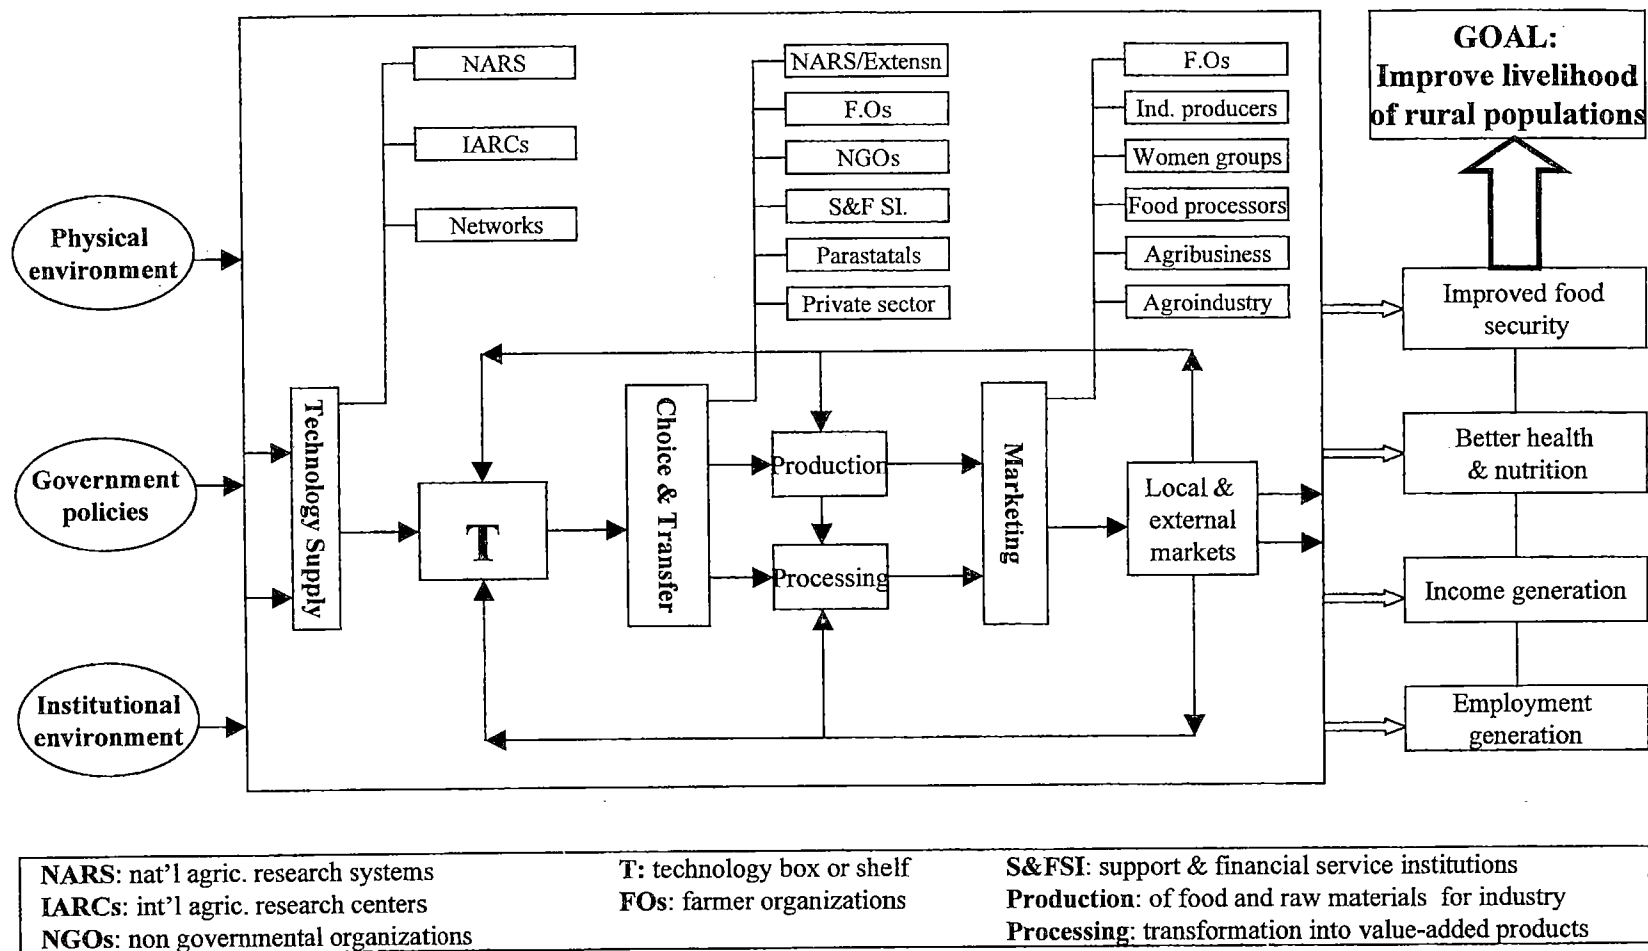 GOAL:
Improve livelihood
of rural populations
NARS
IARCs
Networks
NARS/Extensn
F.Os
NGOs
S&F SI.
Parastatals
Private sector
F.Os
Ind. producers
Women groups
Food processors
Agribusiness
Agroindustry
Physical
environment
Government
policies
Institutional
environment
Technology Supply
T
Choice & Transfer
Production
Processing
Marketing
Local &
external
markets
Improved food
security
Better health
& nutrition
Income generation
Employment
generation
NARS: nat'l agric. research systems
IARCs: int'l agric. research centers
NGOs: non governmental organizations
T: technology box or shelf
FOs: farmer organizations
S&FSI: support & financial service institutions
Production: of food and raw materials for industry
Processing: transformation into value-added products